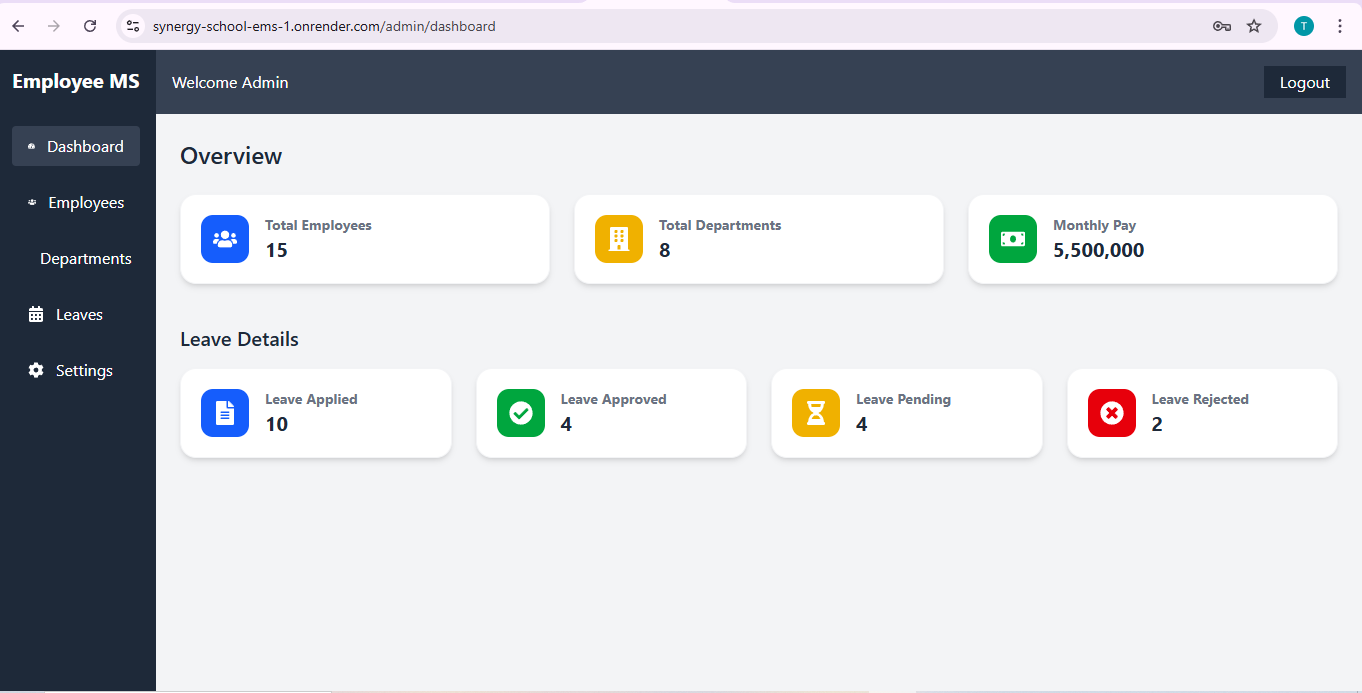 synergy-school-ems-1.onrender.com/admin/dashboard
T
Employee MS
Welcome Admin
Logout
Dashboard
Employees
Departments
Leaves
Settings
Overview
Total Employees
15
Total Departments
8
Monthly Pay
5,500,000
Leave Details
Leave Applied
10
Leave Approved
4
Leave Pending
4
Leave Rejected
2